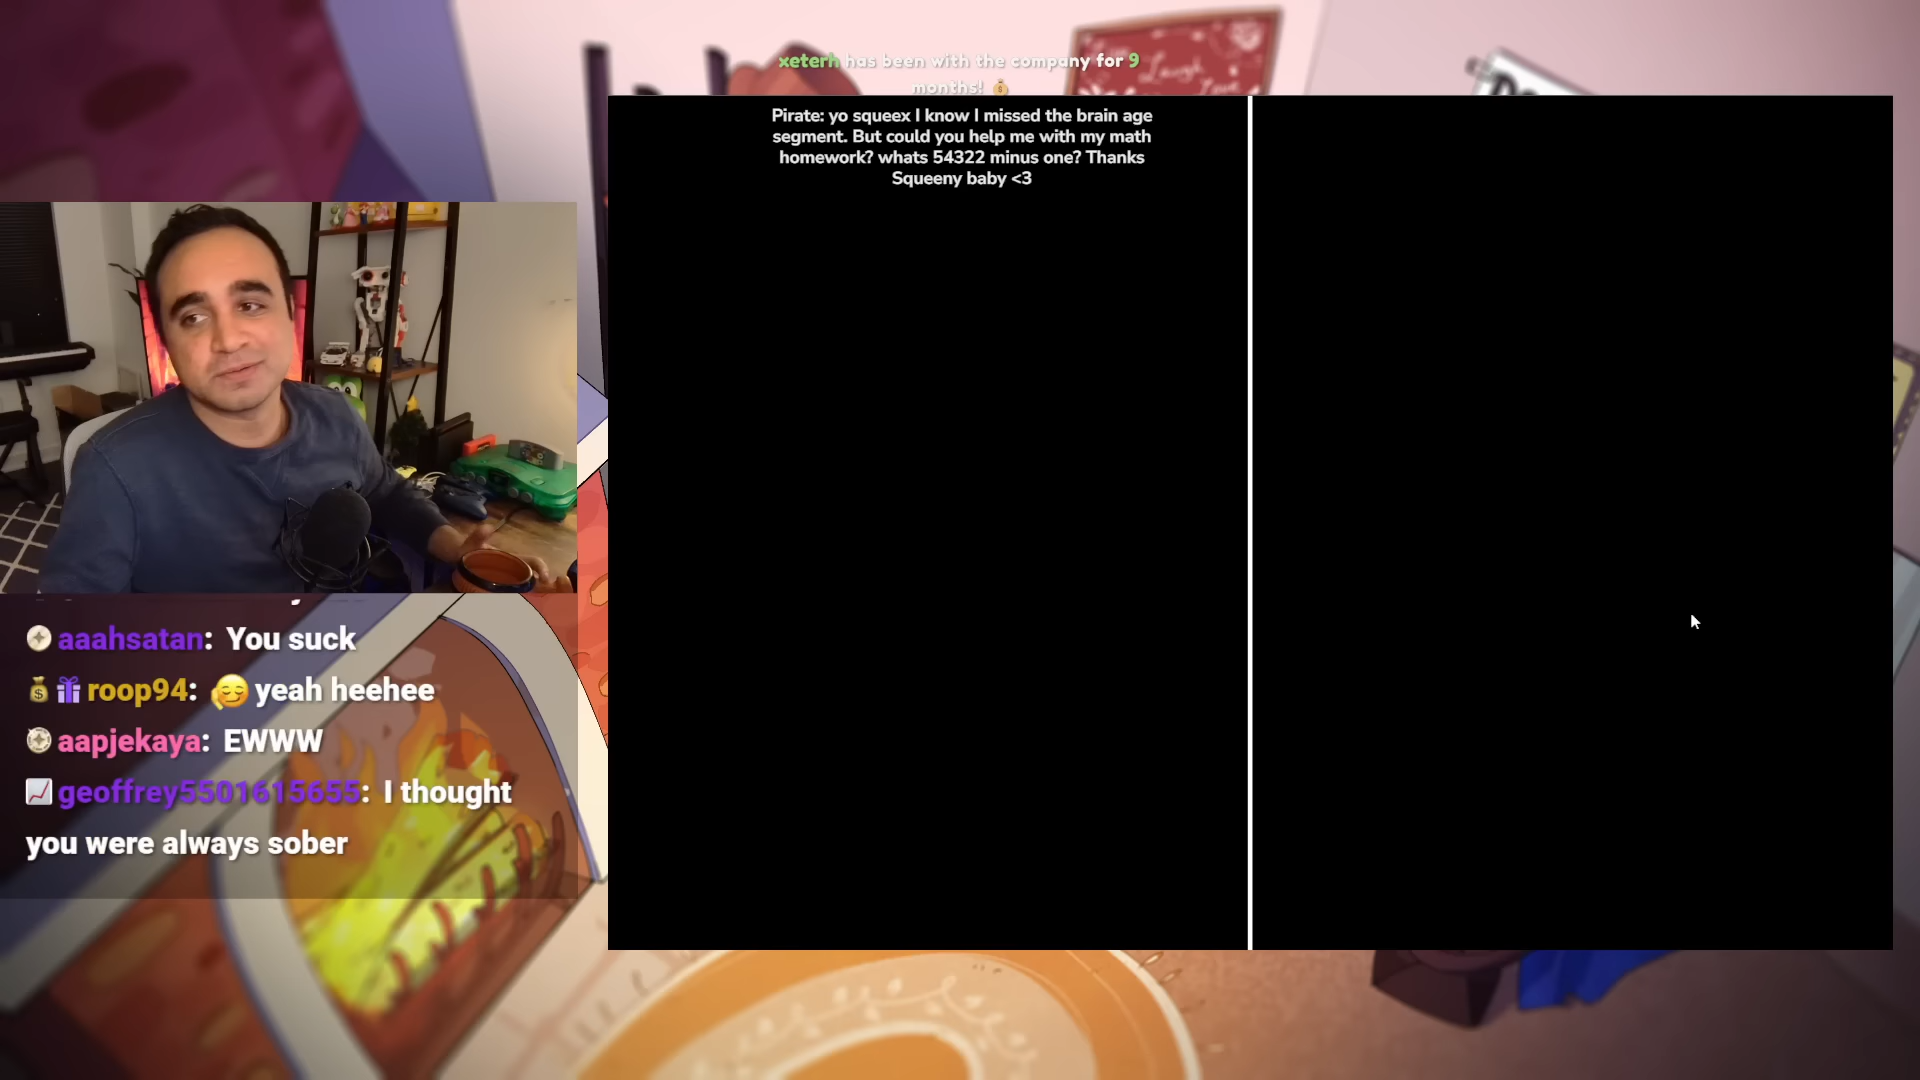 xeterh has been with the company for 9
months!
Pirate: yo squeex I know I missed the brain age
segment. But could you help me with my math
homework? whats 54322 minus one? Thanks
Squeeny baby <3
Laugh
Love
aaahsatan: You suck
roop94: yeah heehee
aapjekaya: EWWW
geoffrey5501615655: I thought
you were always sober